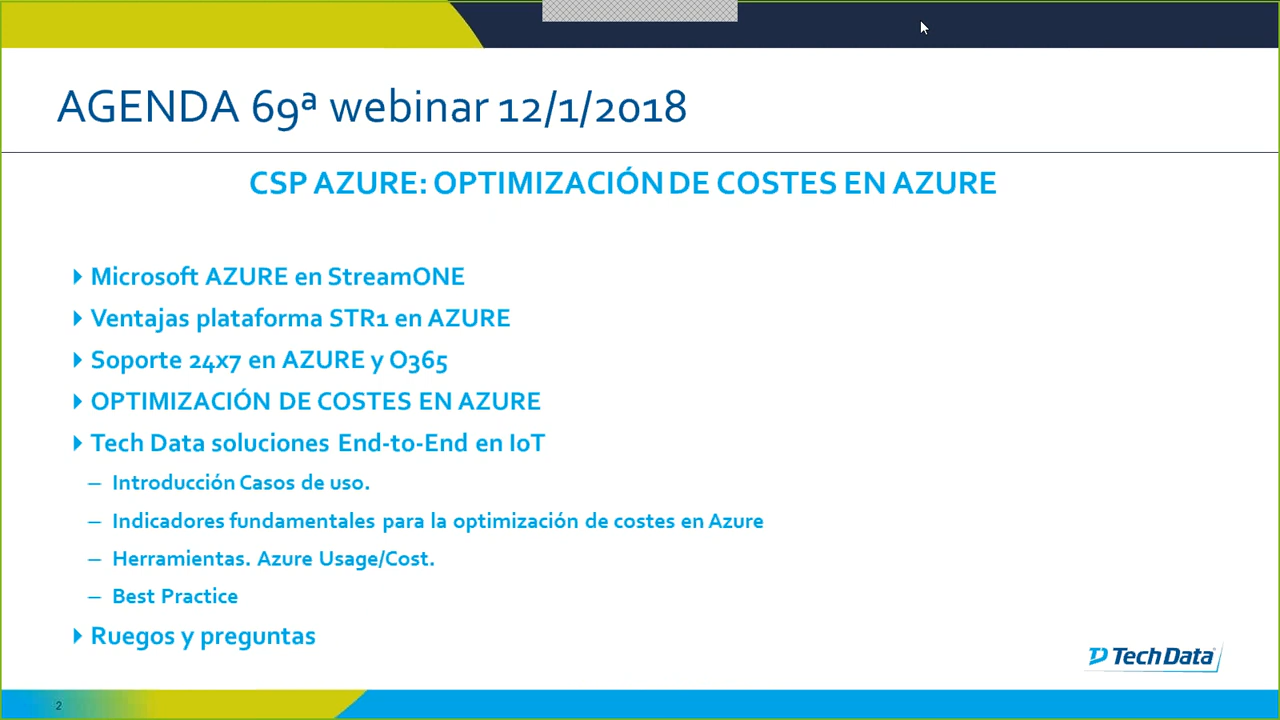 AGENDA 69ª webinar 12/1/2018
CSP AZURE: OPTIMIZACIÓN DE COSTES EN AZURE
Microsoft AZURE en StreamONE
Ventajas plataforma STR1 en AZURE
Soporte 24x7 en AZURE y O365
OPTIMIZACIÓN DE COSTES EN AZURE
Tech Data soluciones End-to-End en IoT
– Introducción Casos de uso.
– Indicadores fundamentales para la optimización de costes en Azure
– Herramientas. Azure Usage/Cost.
– Best Practice
Ruegos y preguntas
Tech Data
2